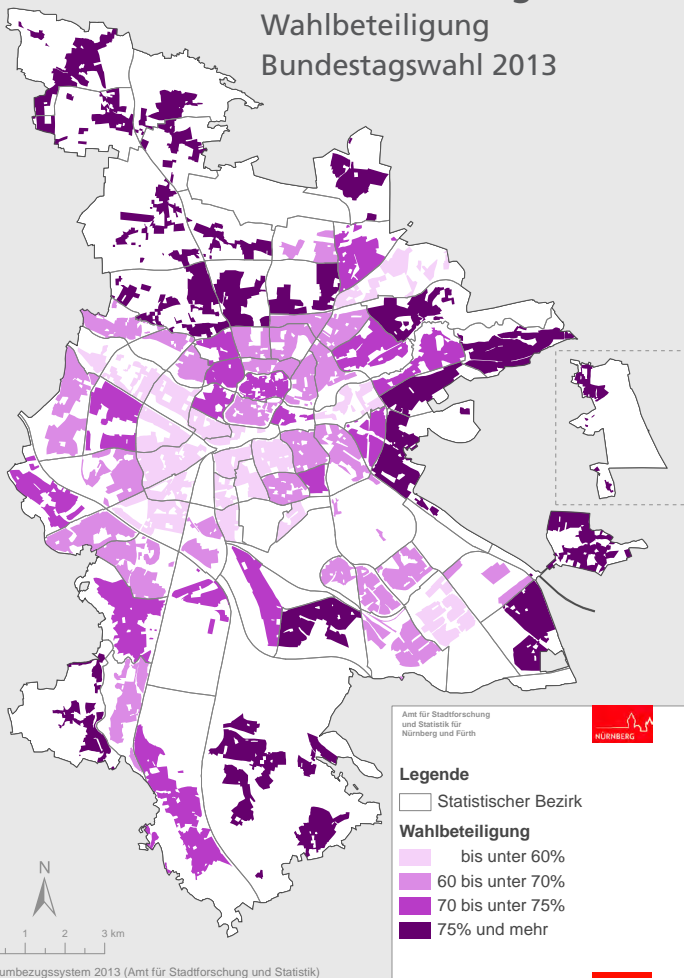 Wahlbeteiligung
Bundestagswahl 2013
Amt für Stadtforschung
und Statistik für
Nürnberg und Fürth
NÜRNBERG
Legende
Statistischer Bezirk
Wahlbeteiligung
bis unter 60%
60 bis unter 70%
70 bis unter 75%
75% und mehr
N
1 2 3 km
umbezugssystem 2013 (Amt für Stadtforschung und Statistik)